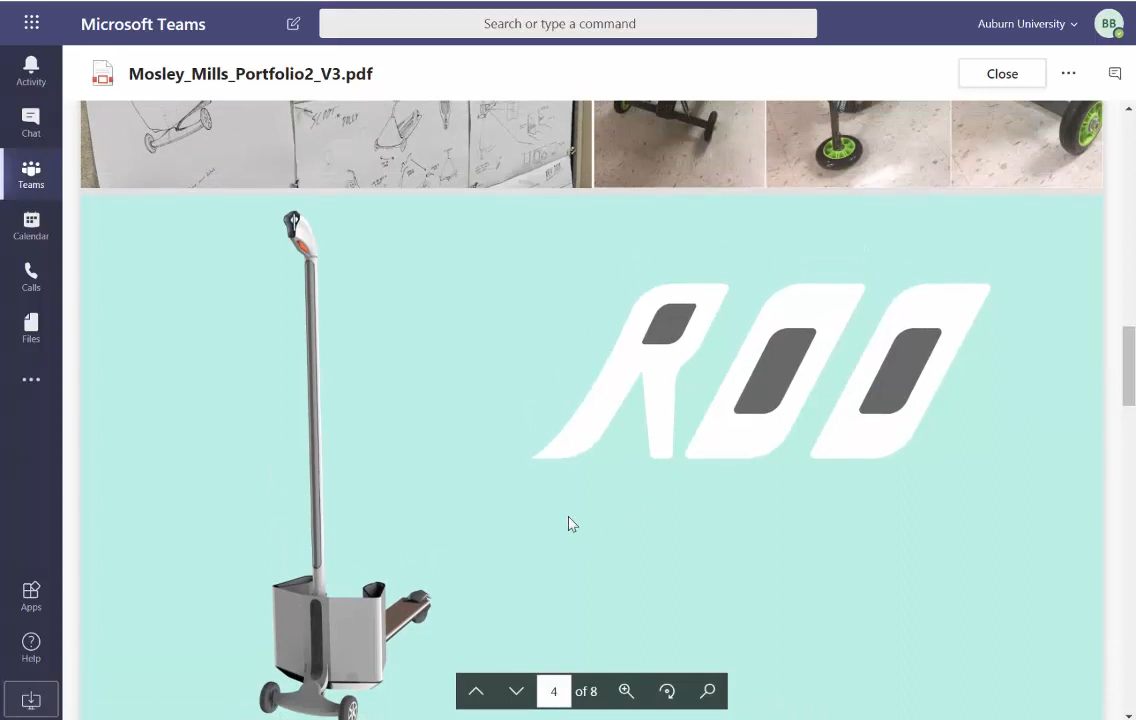 Microsoft Teams
Search or type a command
Auburn University
BB
Activity
Chat
Teams
Calendar
Calls
Files
Apps
Help
Mosley_Mills_Portfolio2_V3.pdf
Close
ROO
4 of 8